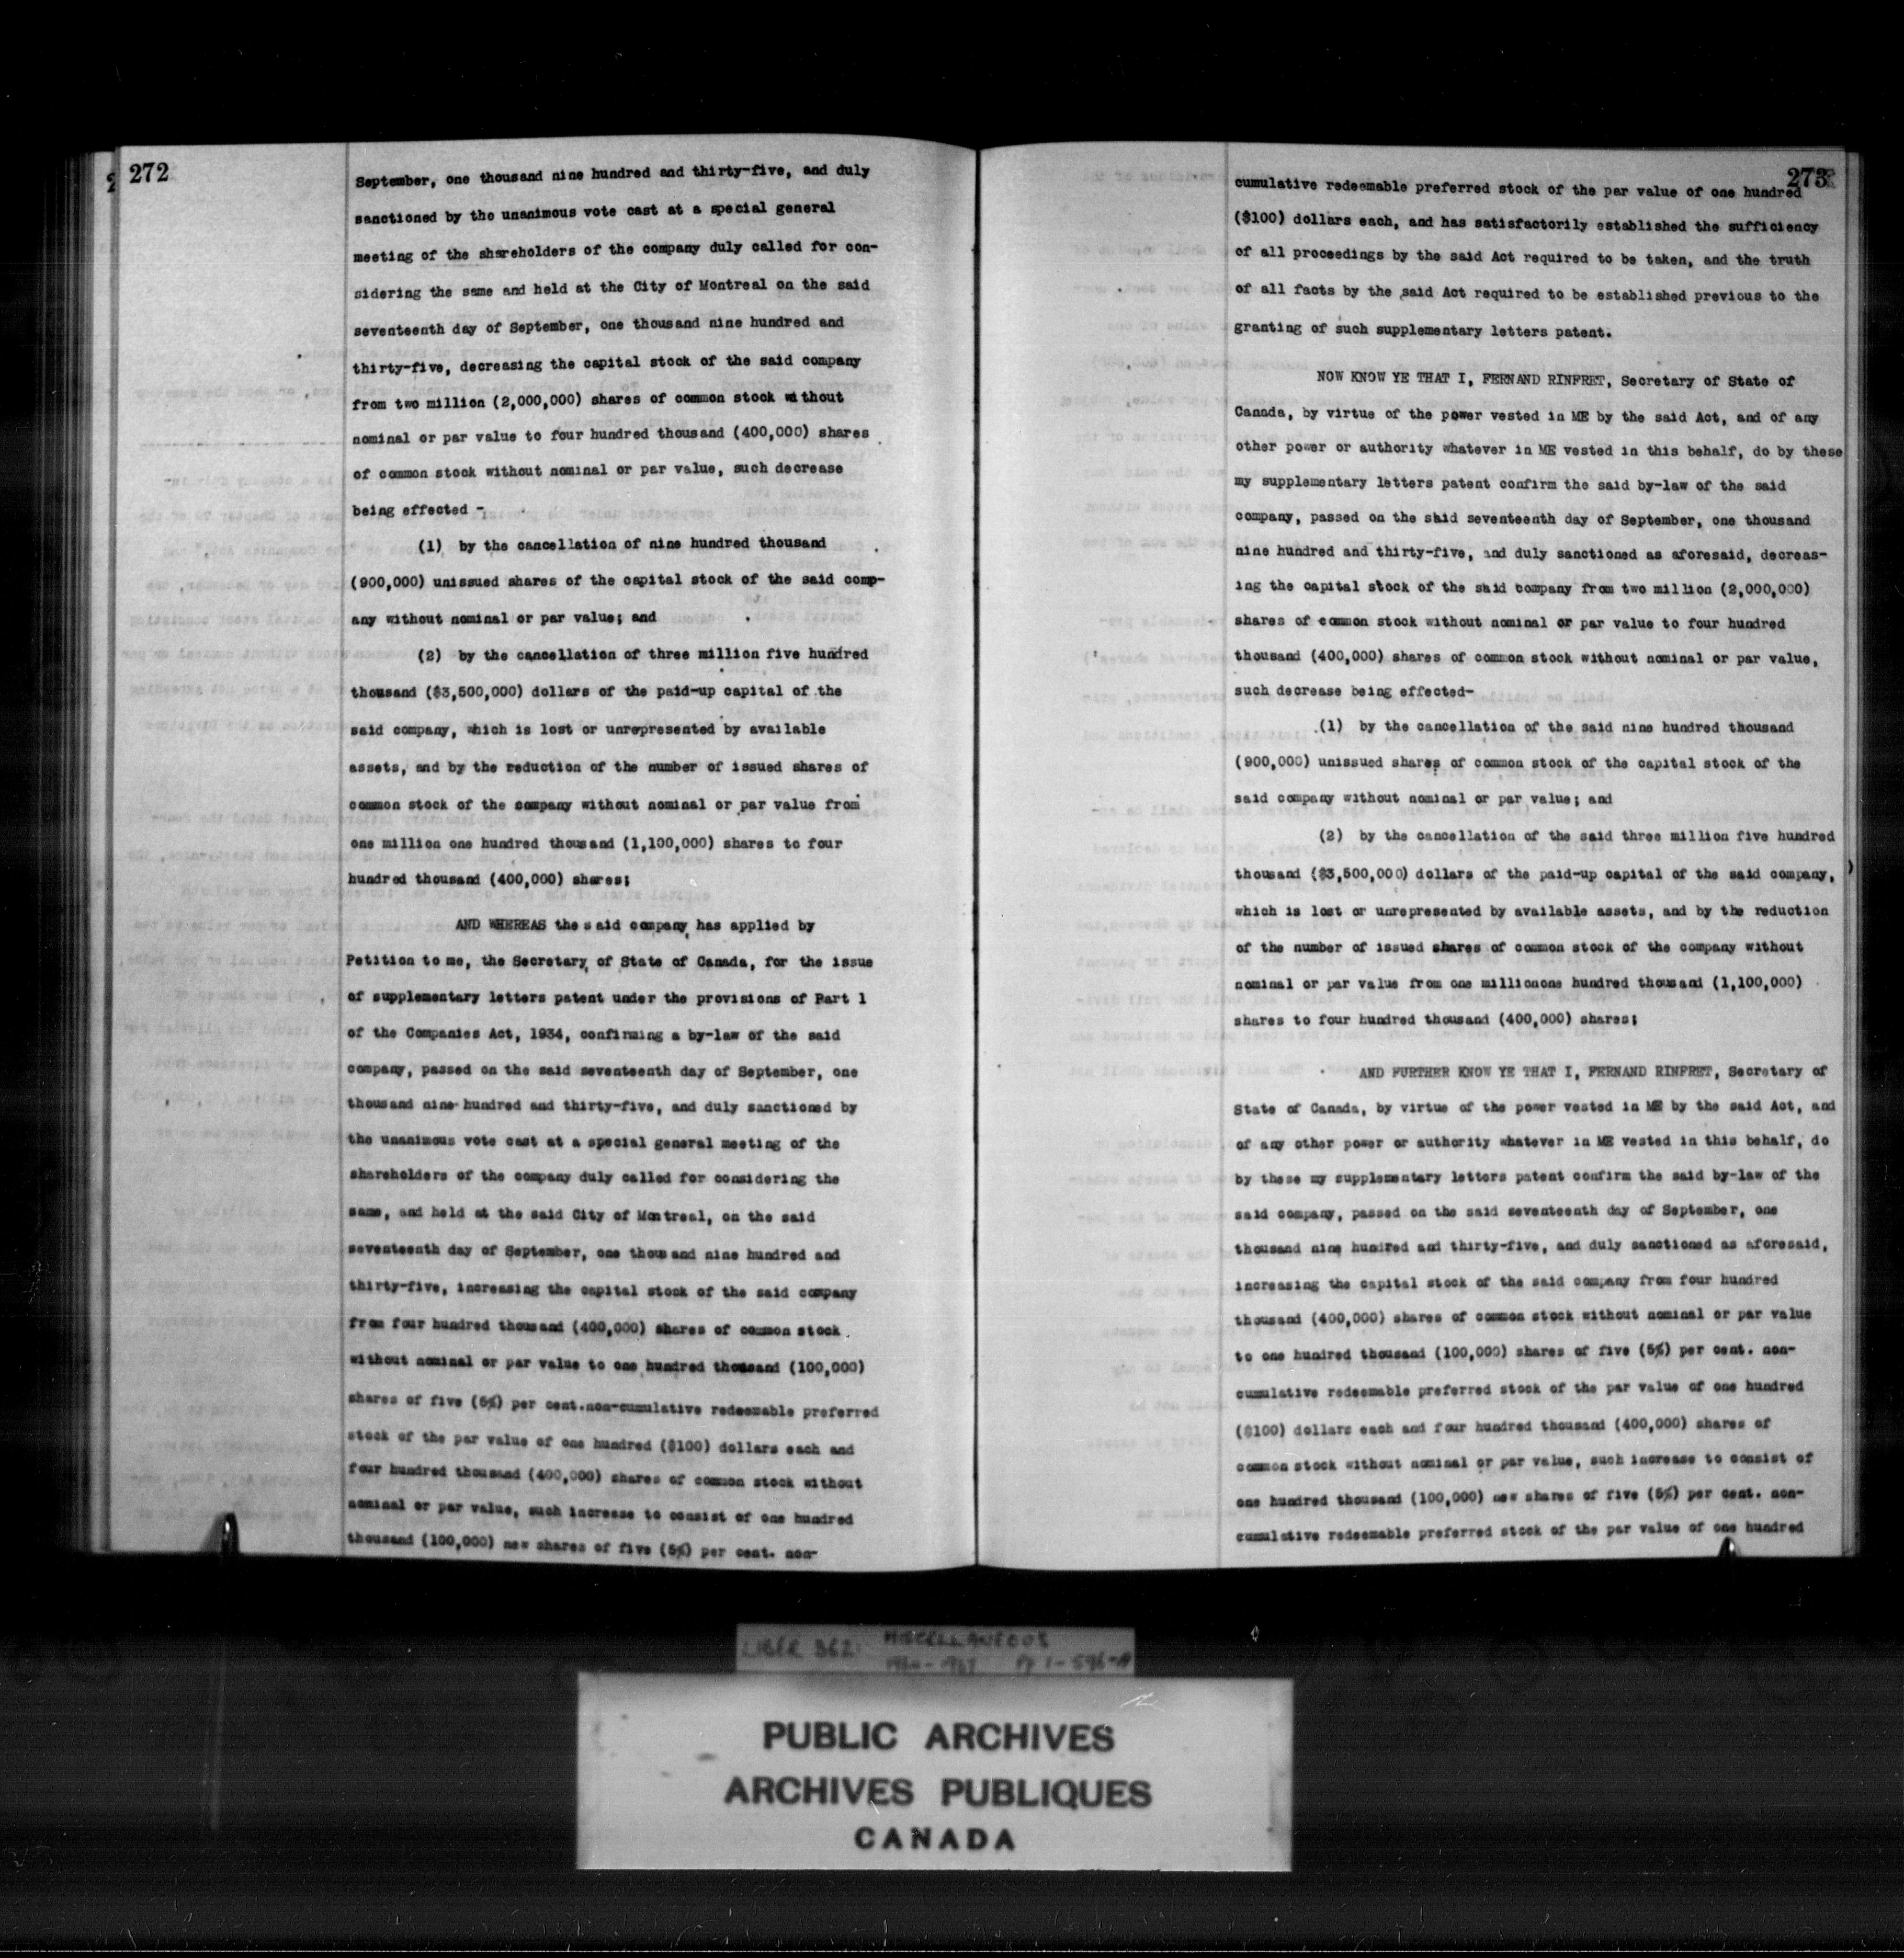 272
September, one thousand nine hundred and thirty-five, and duly
sanctioned by the unanimous vote cast at a special general
meeting of the shareholders of the company duly called for con-
sidering the same and held at the City of Montreal on the said
seventeenth day of September, one thousand nine hundred and
thirty-five, decreasing the capital stock of the said company
from two million (2,000,000) shares of common stock without
nominal or par value to four hundred thousand (400,000) shares
of common stock without nominal or par value, such decrease
being effected -
(1) by the cancellation of nine hundred thousand
(900,000) unissued shares of the capital stock of the said comp-
any without nominal or par value; and
(2) by the cancellation of three million five hundred
thousand ($3,500,000) dollars of the paid-up capital of the
said company, which is lost or unrepresented by available
assets, and by the reduction of the number of issued shares of
common stock of the company without nominal or par value from
one million one hundred thousand (1,100,000) shares to four
hundred thousand (400,000) shares;
AND WHEREAS the said company has applied by
Petition to me, the Secretary of State of Canada, for the issue
of supplementary letters patent under the provisions of Part 1
of the Companies Act, 1934, confirming a by-law of the said
company, passed on the said seventeenth day of September, one
thousand nine hundred and thirty-five, and duly sanctioned by
the unanimous vote cast at a special general meeting of the
shareholders of the company duly called for considering the
same, and held at the said City of Montreal, on the said
seventeenth day of September, one thousand nine hundred and
thirty-five, increasing the capital stock of the said company
from four hundred thousand (400,000) shares of common stock
without nominal or par value to one hundred thousand (100,000)
shares of five (5%) per cent.non-cumulative redeemable preferred
stock of the par value of one hundred ($100) dollars each and
four hundred thousand (400,000) shares of common stock without
nominal or par value, such increase to consist of one hundred
thousand (100,000) new shares of five (5%) per cent. non-
273
cumulative redeemable preferred stock of the par value of one hundred
($100) dollars each, and has satisfactorily established the sufficiency
of all proceedings by the said Act required to be taken, and the truth
of all facts by the said Act required to be established previous to the
granting of such supplementary letters patent.
NOW KNOW YE THAT I, FERNAND RINFRET, Secretary of State of
Canada, by virtue of the power vested in ME by the said Act, and of any
other power or authority whatever in ME vested in this behalf, do by these
my supplementary letters patent confirm the said by-law of the said
company, passed on the said seventeenth day of September, one thousand
nine hundred and thirty-five, and duly sanctioned as aforesaid, decreas-
ing the capital stock of the said company from two million (2,000,000)
shares of common stock without nominal or par value to four hundred
thousand (400,000) shares of common stock without nominal or par value,
such decrease being effected-
(1) by the cancellation of the said nine hundred thousand
(900,000) unissued shares of common stock of the capital stock of the
said company without nominal or par value; and
(2) by the cancellation of the said three million five hundred
thousand ($3,500,000) dollars of the paid-up capital of the said company,
which is lost or unrepresented by available assets, and by the reduction
of the number of issued shares of common stock of the company without
nominal or par value from one millionone hundred thousand (1,100,000)
shares to four hundred thousand (400,000) shares;
AND FURTHER KNOW YE THAT I, FERNAND RINFRET, Secretary of
State of Canada, by virtue of the power vested in ME by the said Act, and
of any other power or authority whatever in ME vested in this behalf, do
by these my supplementary letters patent confirm the said by-law of the
said company, passed on the said seventeenth day of September, one
thousand nine hundred and thirty-five, and duly sanctioned as aforesaid,
increasing the capital stock of the said company from four hundred
thousand (400,000) shares of common stock without nominal or par value
to one hundred thousand (100,000) shares of five (5%) per cent. non-
cumulative redeemable preferred stock of the par value of one hundred
($100) dollars each and four hundred thousand (400,000) shares of
common stock without nominal or par value, such increase to consist of
one hundred thousand (100,000) new shares of five (5%) per cent. non-
cumulative redeemable preferred stock of the par value of one hundred
LIBER 362 MISCELLANEOUS
PUBLIC ARCHIVES
ARCHIVES PUBLIQUES
CANADA